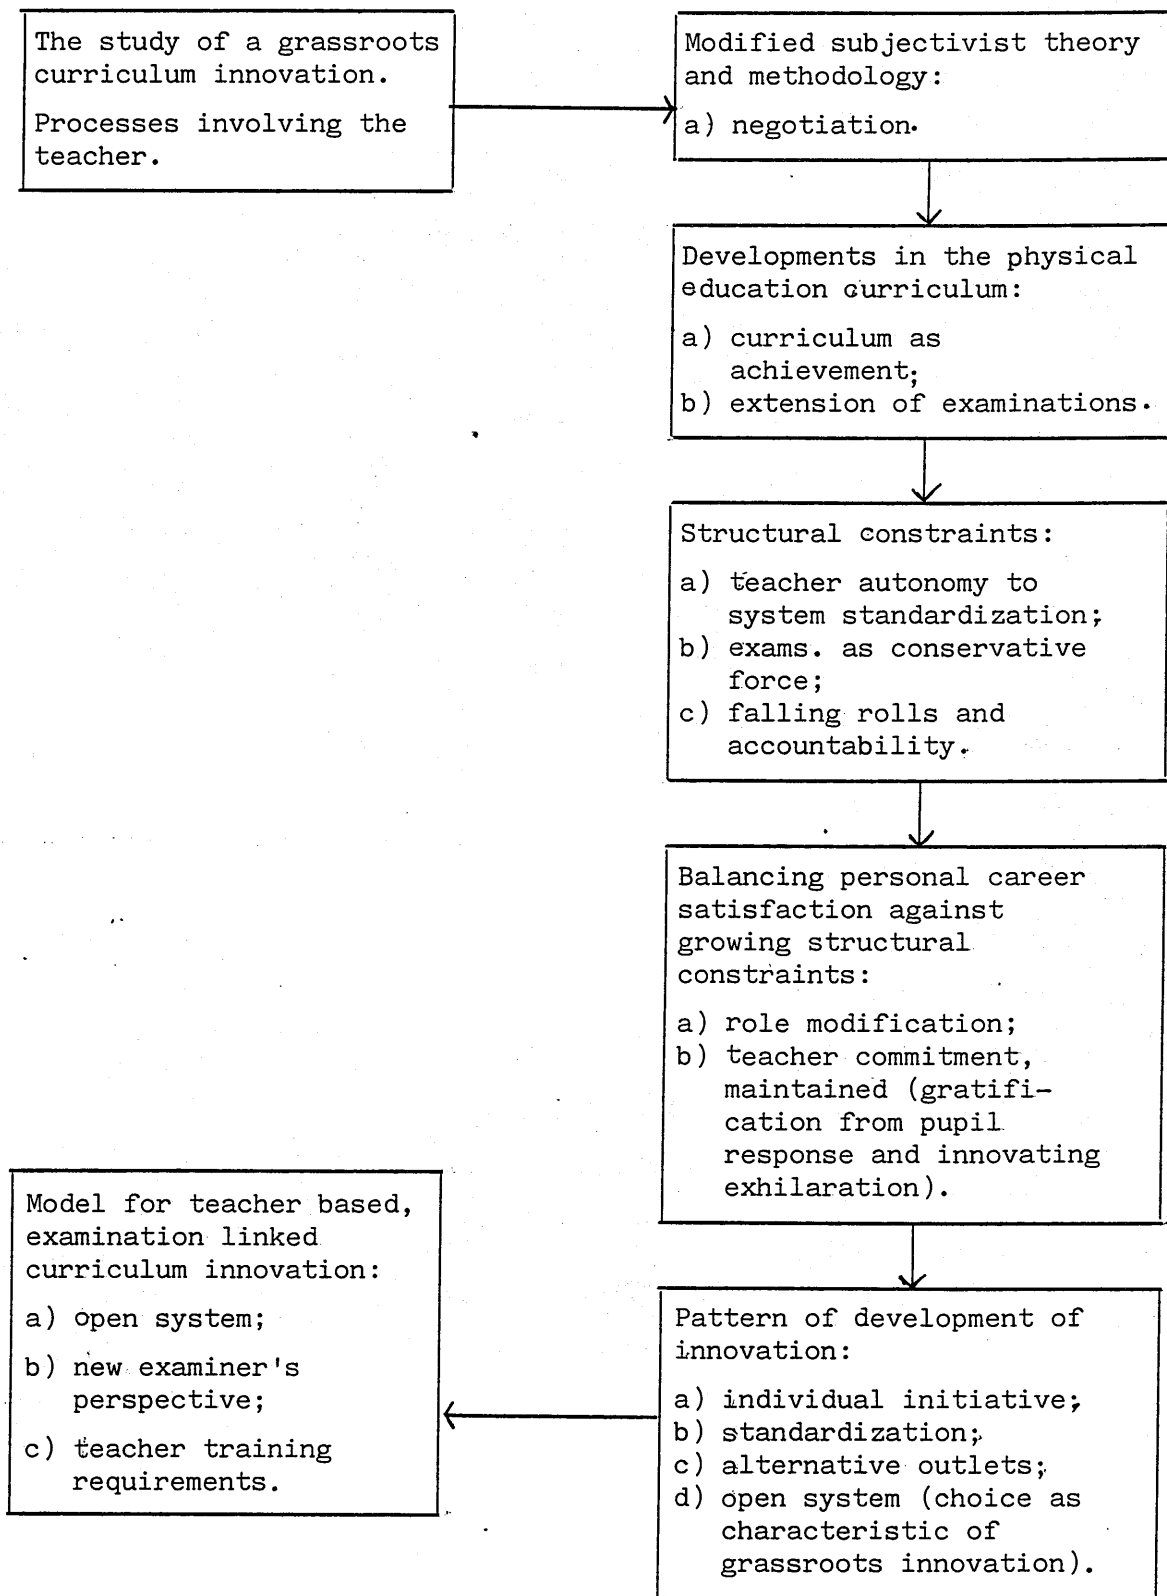 The study of a grassroots
curriculum innovation.
Processes involving the
teacher.
Modified subjectivist theory
and methodology:
a) negotiation.
Developments in the physical
education curriculum:
a) curriculum as
achievement;
b) extension of examinations.
Structural constraints:
a) teacher autonomy to
system standardization;
b) exams. as conservative
force;
c) falling rolls and
accountability.
Balancing personal career
satisfaction against
growing structural
constraints:
a) role modification;
b) teacher commitment,
maintained (gratifi-
cation from pupil
response and innovating
exhilaration).
Pattern of development of
innovation:
a) individual initiative;
b) standardization;
c) alternative outlets;
d) open system (choice as
characteristic of
grassroots innovation).
Model for teacher based,
examination linked
curriculum innovation:
a) open system;
b) new examiner's
perspective;
c) teacher training
requirements.